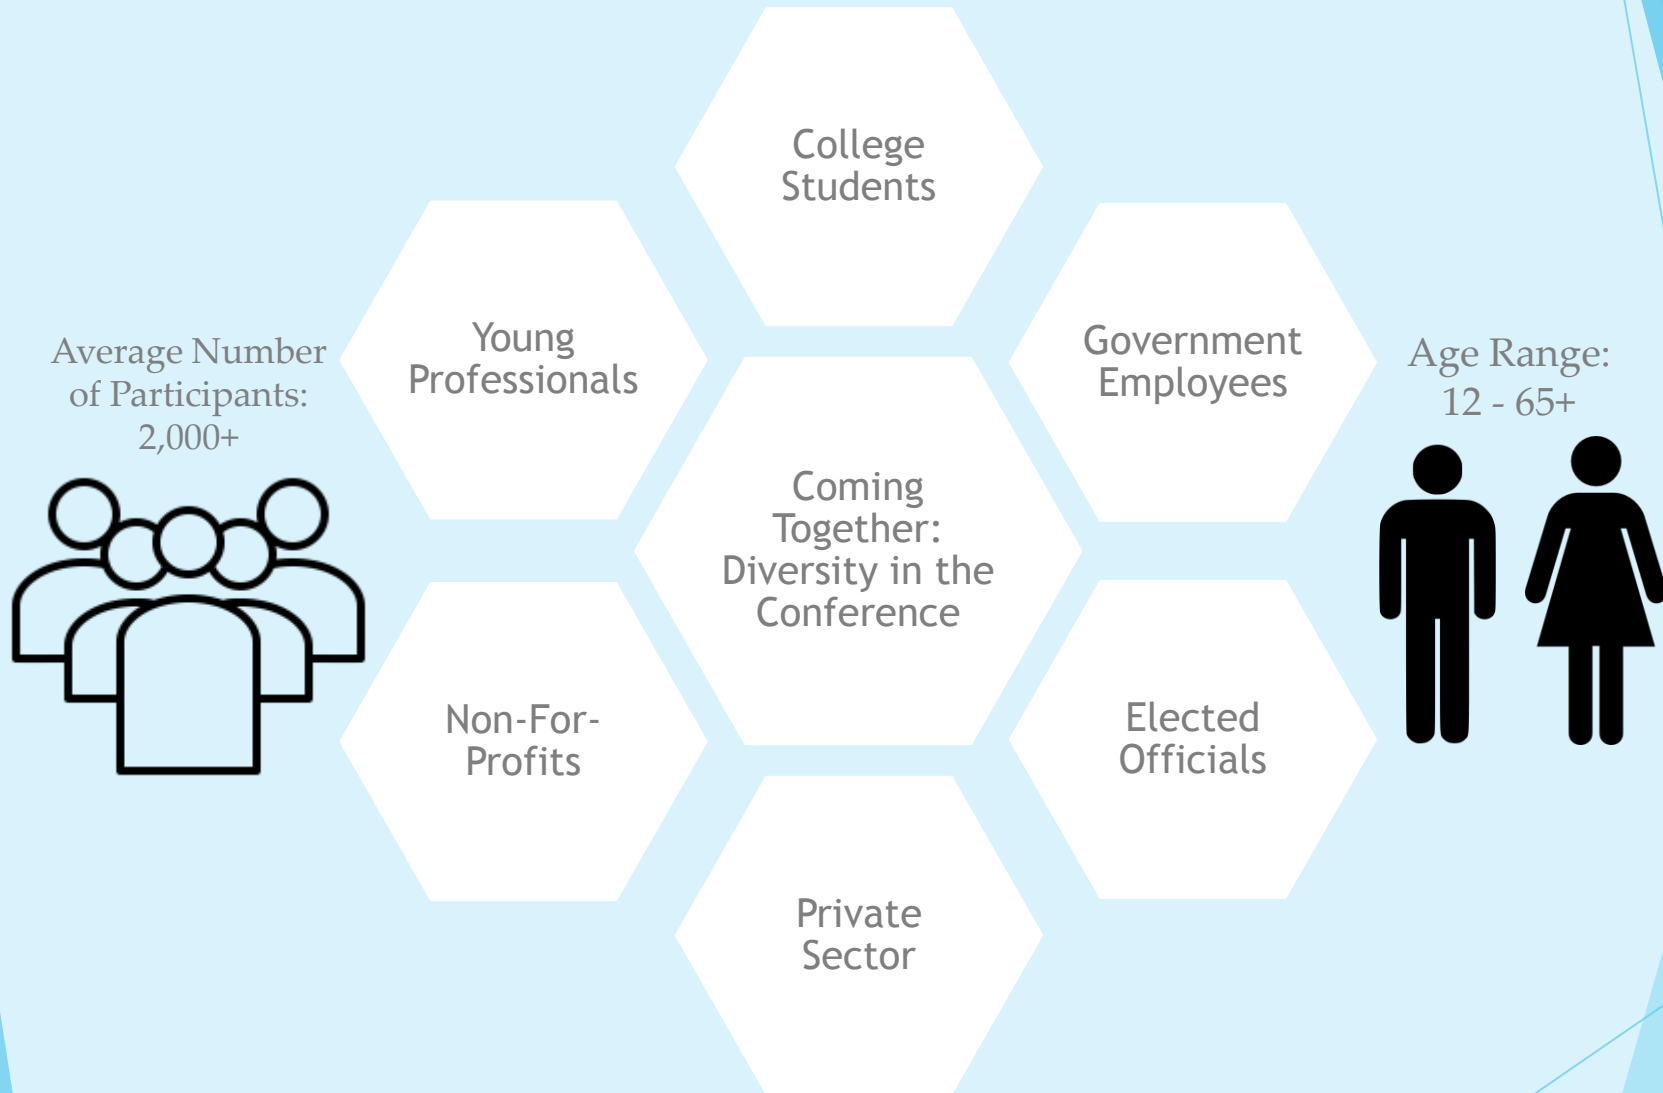 College
Students
Young
Professionals
Government
Employees
Average Number
of Participants:
2,000+
Age Range:
12 - 65+
Coming
Together:
Diversity in the
Conference
Non-For-
Profits
Elected
Officials
Private
Sector